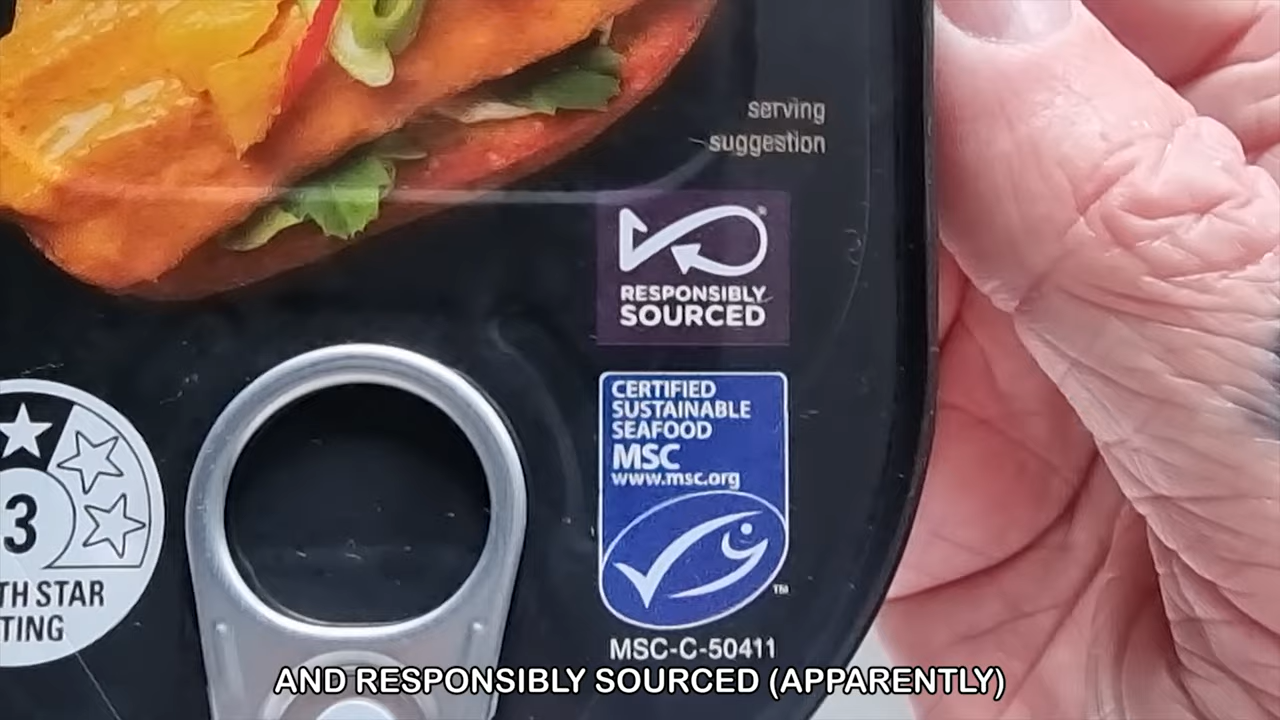 serving
suggestion
®
RESPONSIBLY
SOURCED
CERTIFIED
SUSTAINABLE
SEAFOOD
MSC
www.msc.org
TM
MSC-C-50411
3
TH STAR
TING
AND RESPONSIBLY SOURCED (APPARENTLY)